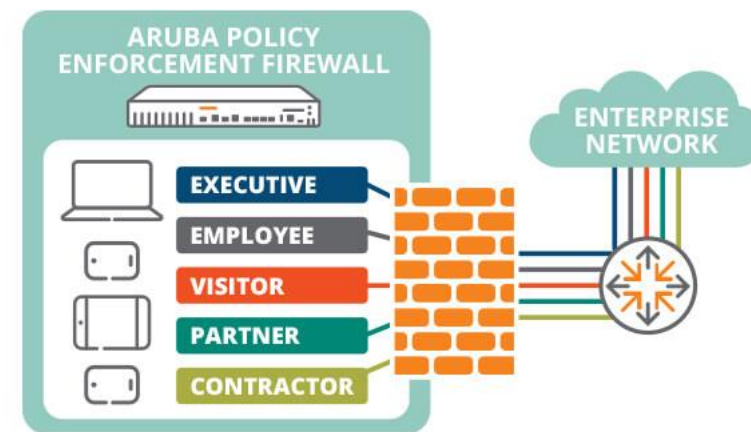 ARUBA POLICY
ENFORCEMENT FIREWALL
EXECUTIVE
EMPLOYEE
VISITOR
PARTNER
CONTRACTOR
ENTERPRISE
NETWORK